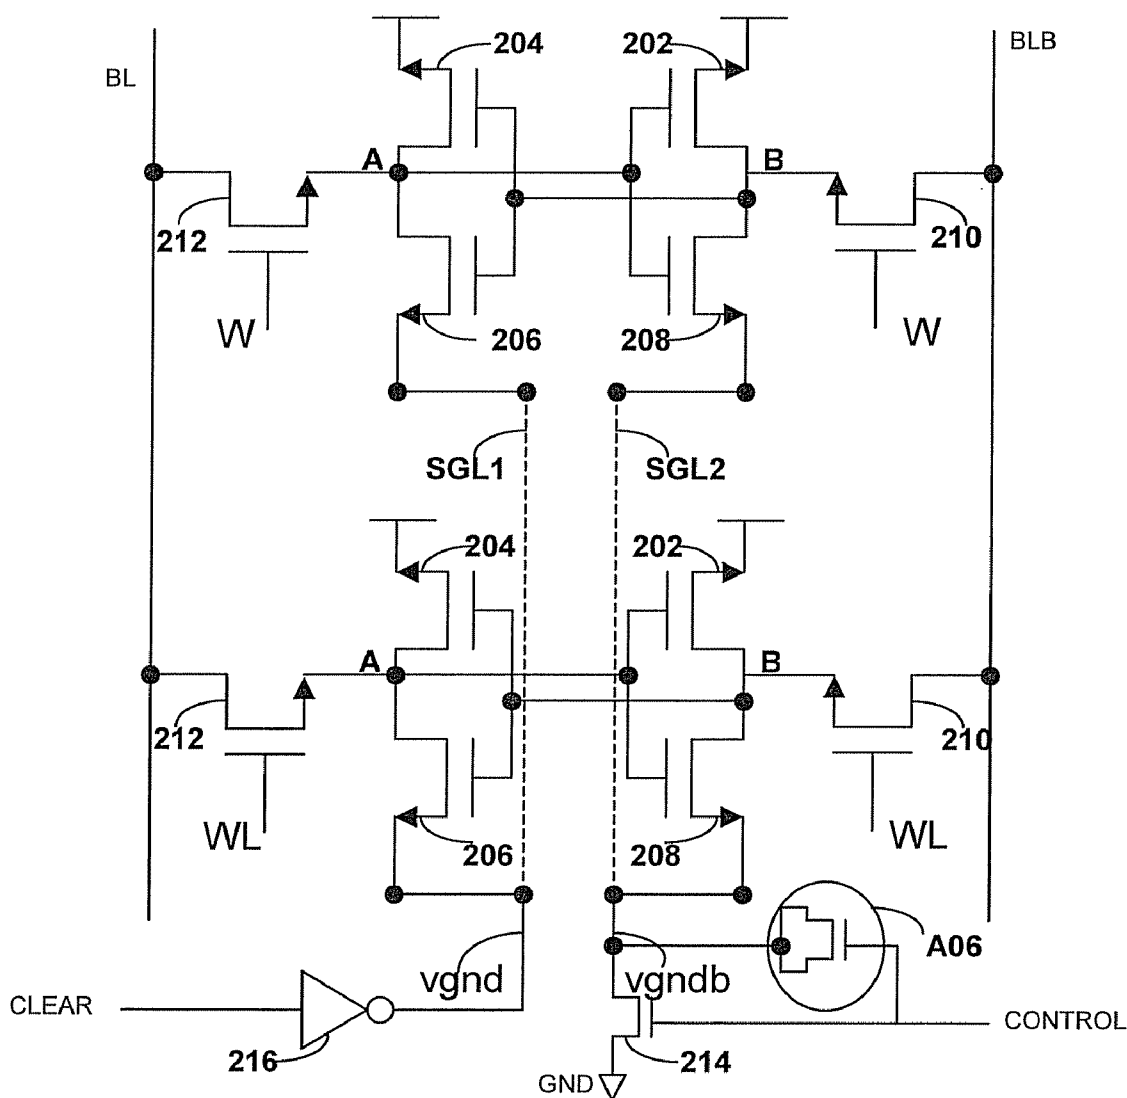 204 202
BL BLB
A B
212 210
W W
206 208
SGL1 SGL2
204 202
A B
212 210
WL WL
206 208
A06
vgnd vgndb
CLEAR CONTROL
216 214
GND